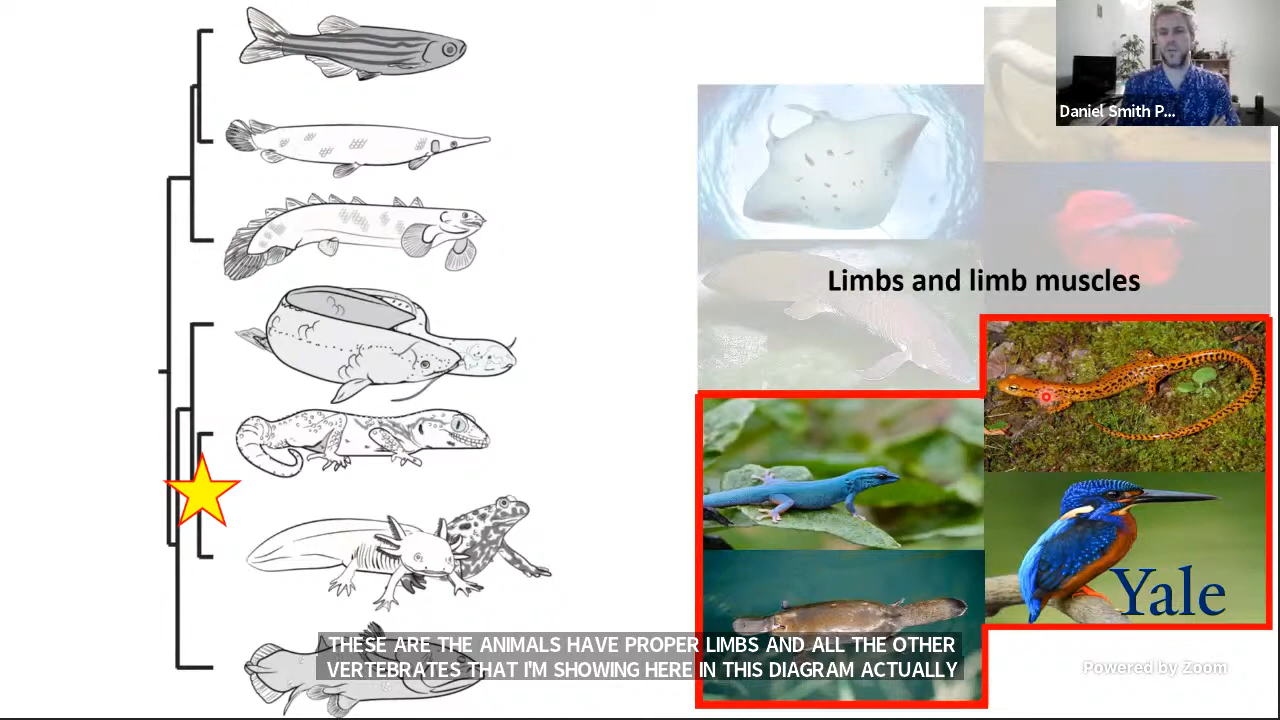 Daniel Smith P...
Limbs and limb muscles
Yale
THESE ARE THE ANIMALS HAVE PROPER LIMBS AND ALL THE OTHER
VERTEBRATES THAT I'M SHOWING HERE IN THIS DIAGRAM ACTUALLY
Powered by Zoom